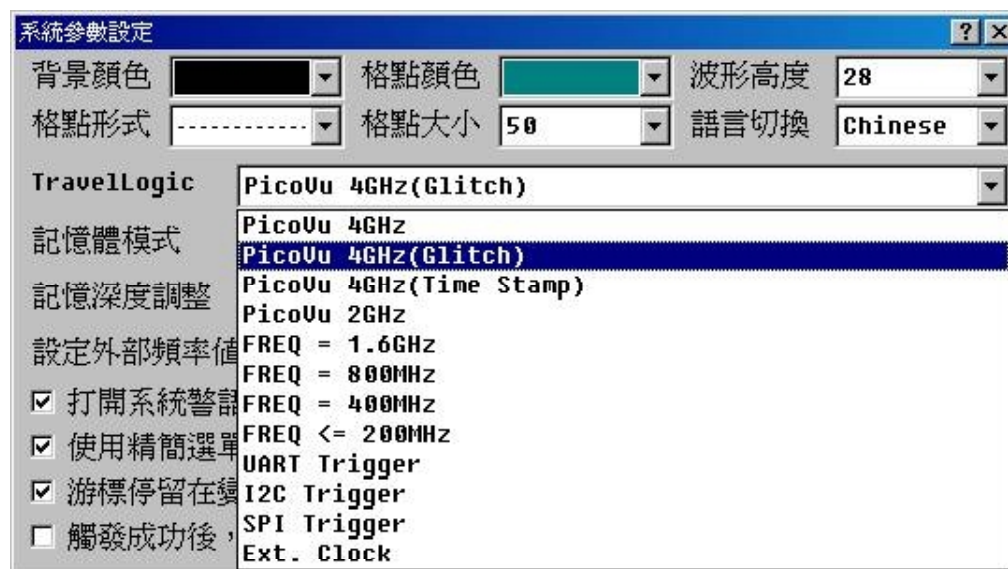 系統參數設定
背景顏色 格點顏色 波形高度 28
格點形式 格點大小 50 語言切換 Chinese
TravelLogic PicoVu 4GHz(Glitch)
PicoVu 4GHz
記憶體模式 PicoVu 4GHz(Glitch)
PicoVu 4GHz(Time Stamp)
記憶深度調整
PicoVu 2GHz
設定外部頻率值 FREQ = 1.6GHz
FREQ = 800MHz
打開系統警語 FREQ = 400MHz
使用精簡選單 FREQ <= 200MHz
UART Trigger
游標停留在變 I2C Trigger
觸發成功後， SPI Trigger
Ext. Clock